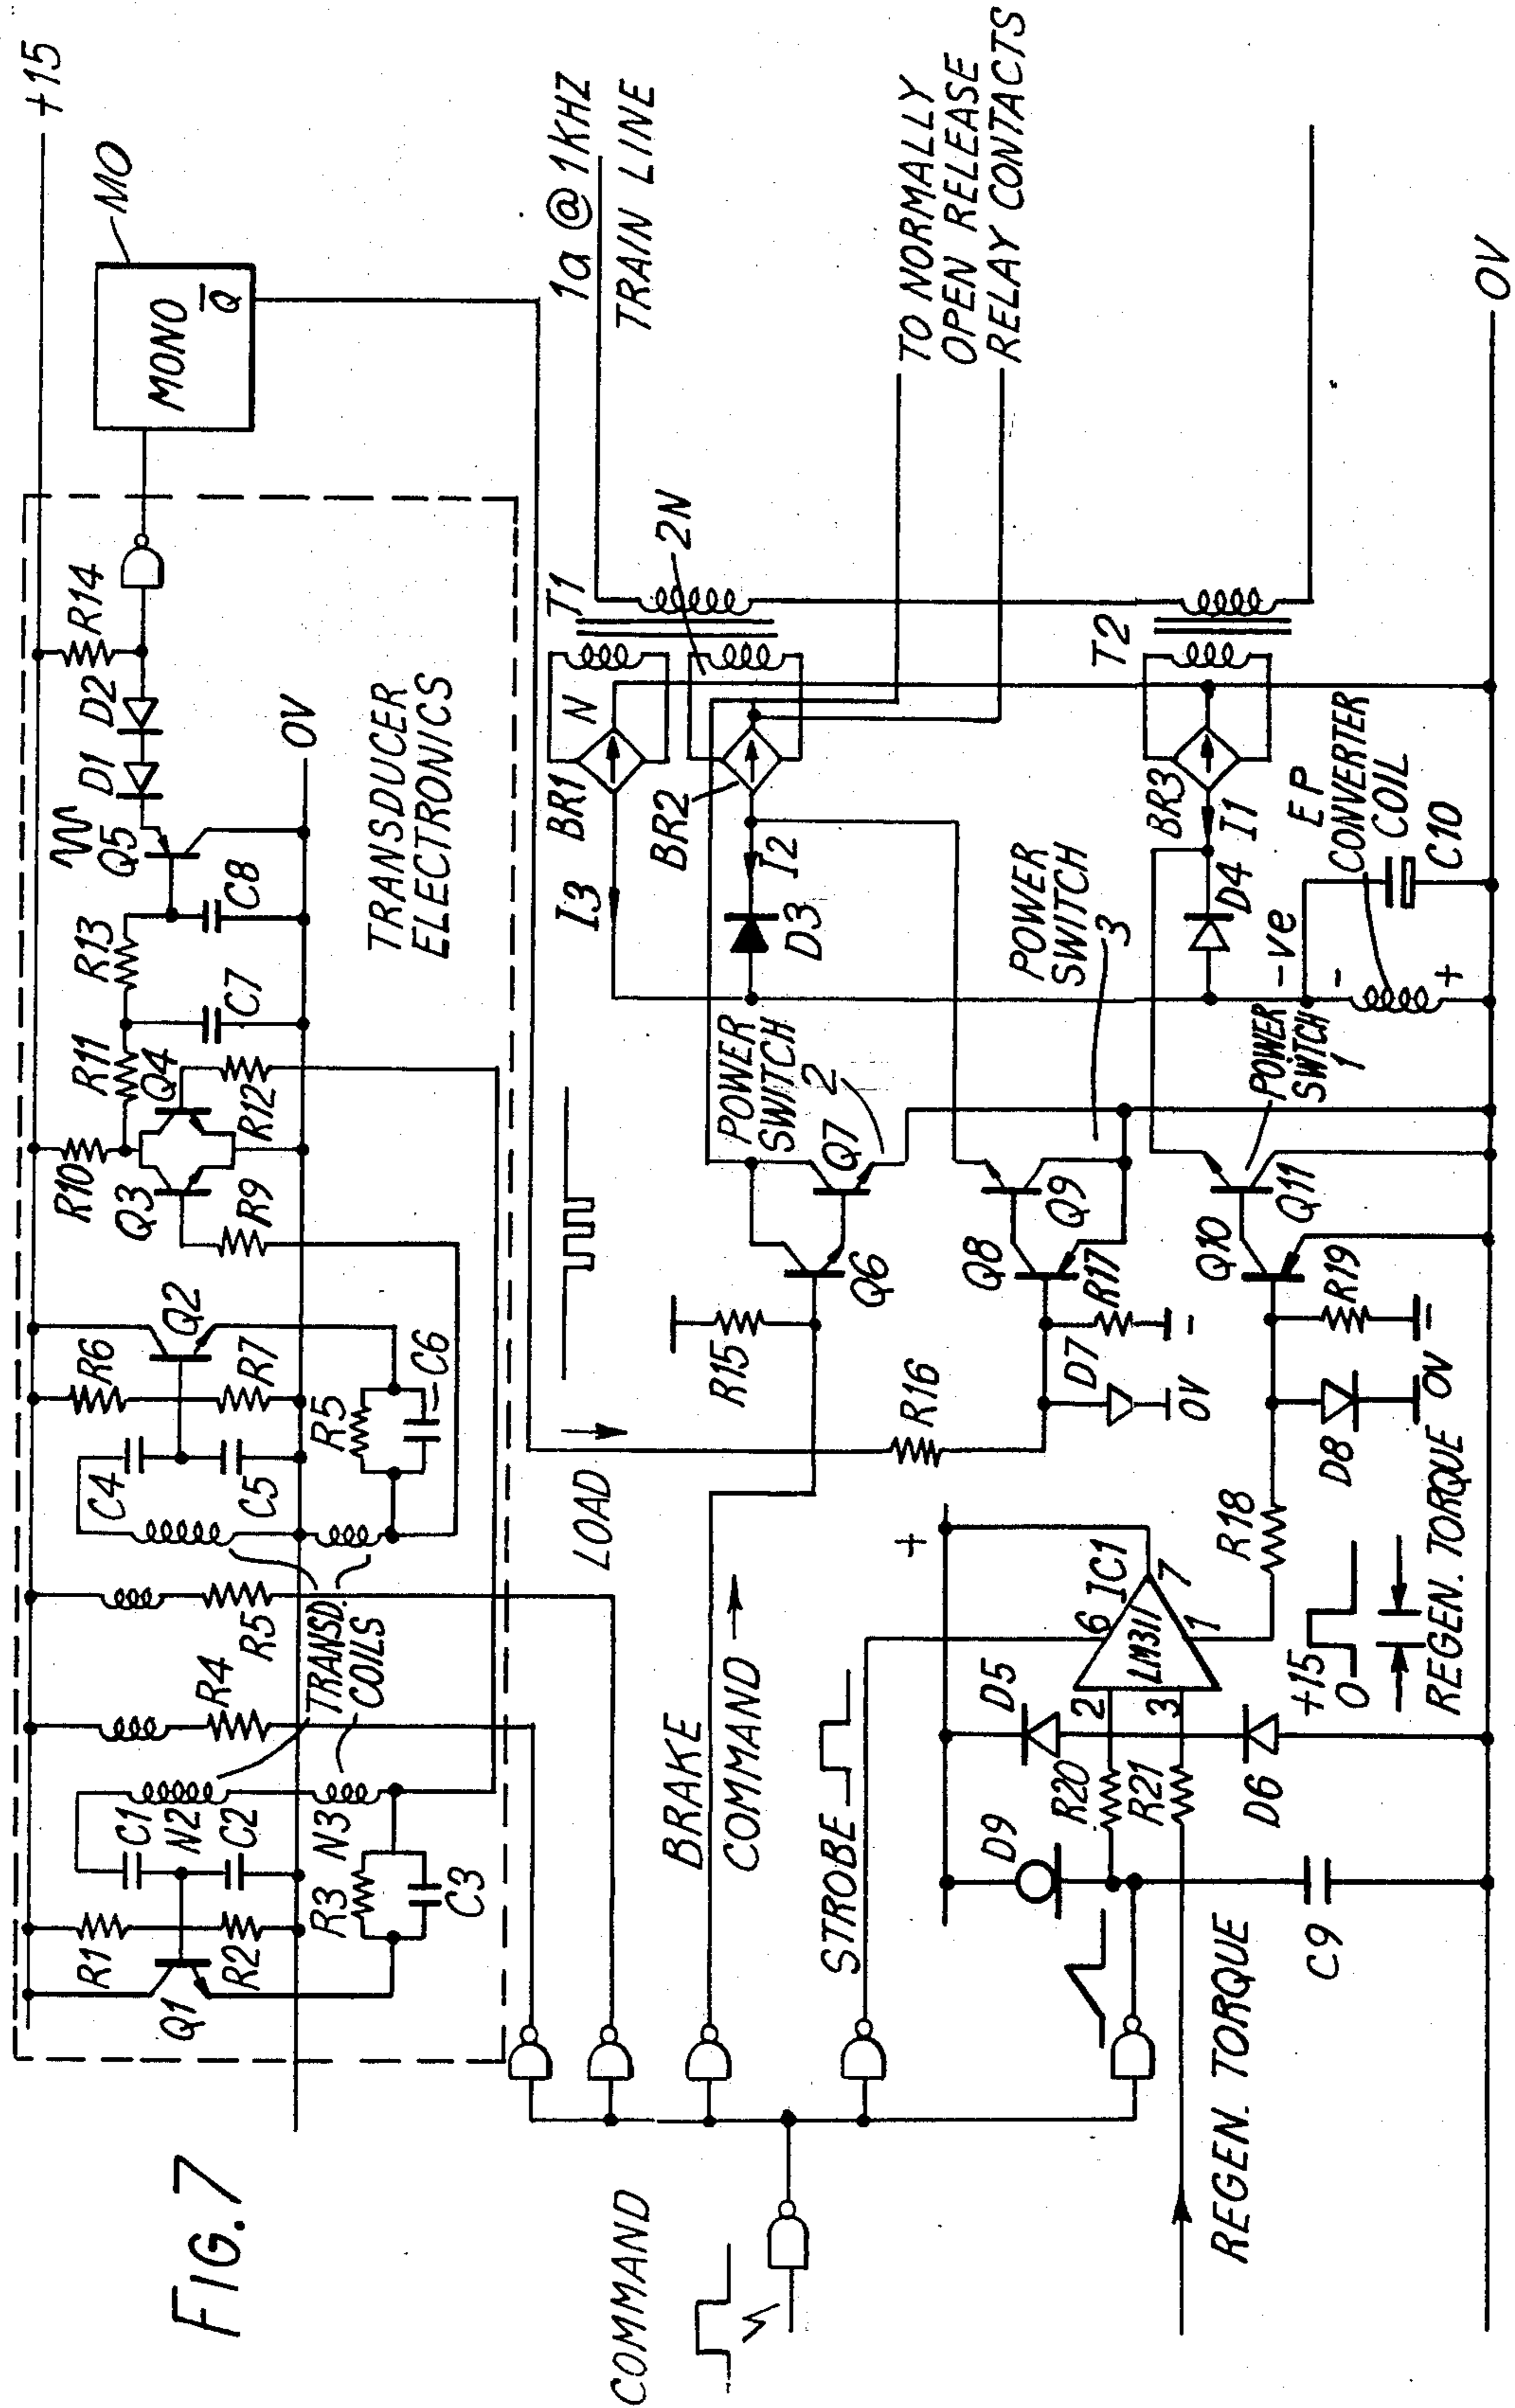 FIG. 7
+15
MO
MONO
Q̅
R14
D2
D1
Q5
C8
R13
C7
R11
Q4
R12
R10
Q3
R9
0V
TRANSDUCER
ELECTRONICS
Q2
R6
R7
C4
C5
R5
C6
R5
R4
TRANSD.
COILS
C1
N2
C2
N3
R1
R2
Q1
R3
C3
LOAD
1a @ 1KHZ
TRAIN LINE
TO NORMALLY
OPEN RELEASE
RELAY CONTACTS
T1
2N
N
BR1
BR2
I3
I2
D3
T2
BR3
I1
D4
E P
CONVERTER
COIL
C10
-ve
-
+
POWER
SWITCH
2
POWER
SWITCH
3
POWER
SWITCH
1
Q7
Q6
R15
Q9
Q8
R17
-
D7
0V
R16
Q11
Q10
R19
-
D8
0V
R18
BRAKE
COMMAND
STROBE
+
IC1
LM311
6
7
1
2
3
D5
D6
D9
R20
R21
C9
+15
0
REGEN. TORQUE
REGEN. TORQUE
COMMAND
0V